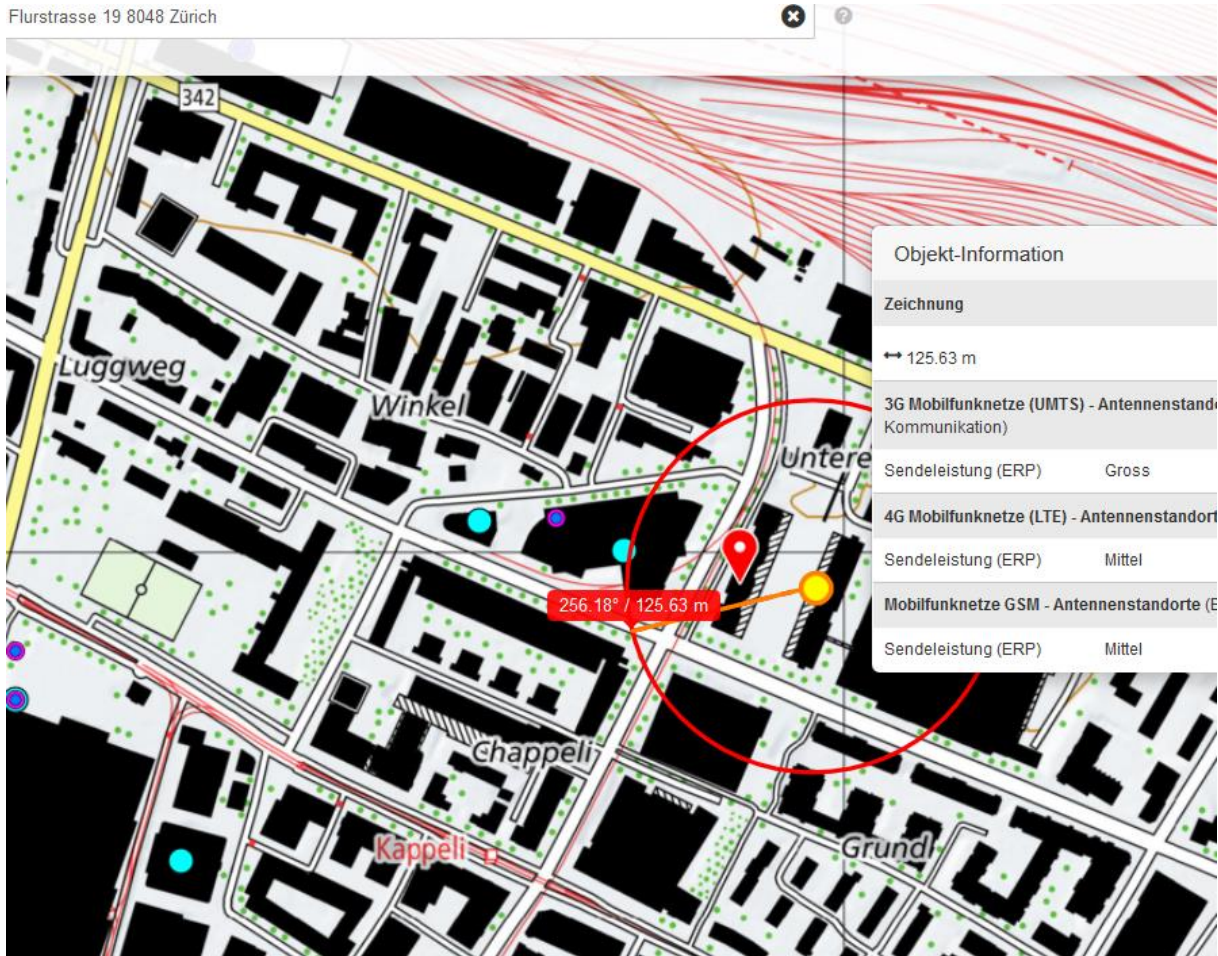 Flurstrasse 19 8048 Zürich
?
342
Objekt-Information
Zeichnung
↔ 125.63 m
3G Mobilfunknetze (UMTS) - Antennenstando
Kommunikation)
Sendeleistung (ERP) Gross
4G Mobilfunknetze (LTE) - Antennenstandort
Sendeleistung (ERP) Mittel
Mobilfunknetze GSM - Antennenstandorte (E
Sendeleistung (ERP) Mittel
Luggweg
Winkel
Untere
256.18° / 125.63 m
Chappeli
Kappeli
Grundl